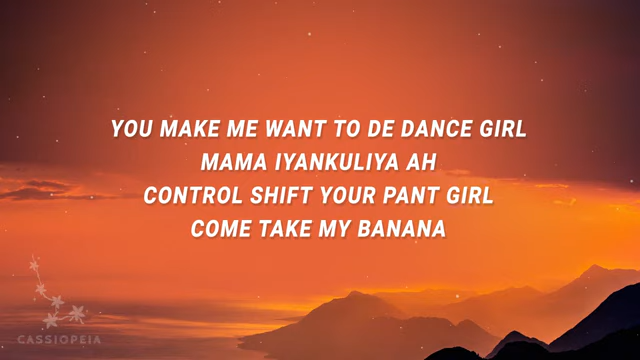 YOU MAKE ME WANT TO DE DANCE GIRL
MAMA IYANKULIYA AH
CONTROL SHIFT YOUR PANT GIRL
COME TAKE MY BANANA
CASSIOPEIA